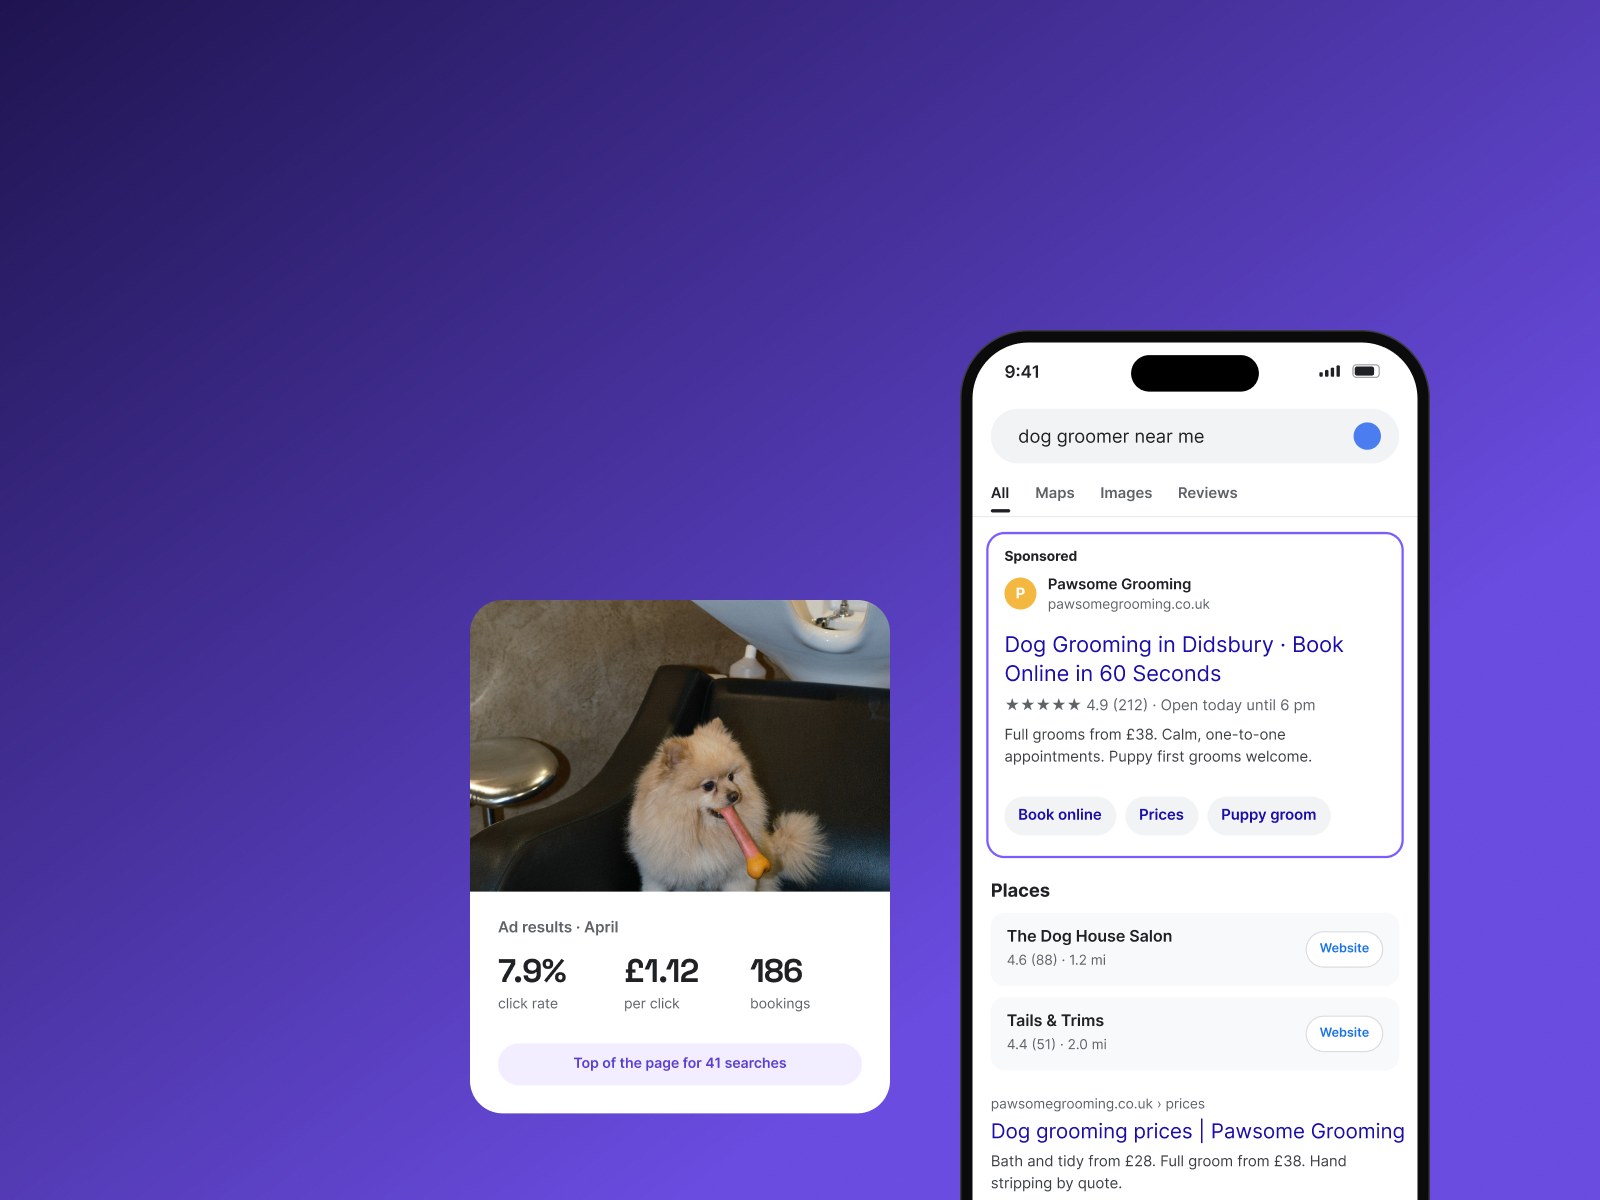 Ad results · April
7.9%
click rate
£1.12
per click
186
bookings
Top of the page for 41 searches
9:41
dog groomer near me
All
Maps
Images
Reviews
Sponsored
P
Pawsome Grooming
pawsomegrooming.co.uk
Dog Grooming in Didsbury · Book
Online in 60 Seconds
★★★★★ 4.9 (212) · Open today until 6 pm
Full grooms from £38. Calm, one-to-one
appointments. Puppy first grooms welcome.
Book online
Prices
Puppy groom
Places
The Dog House Salon
4.6 (88) · 1.2 mi
Website
Tails & Trims
4.4 (51) · 2.0 mi
Website
pawsomegrooming.co.uk › prices
Dog grooming prices | Pawsome Grooming
Bath and tidy from £28. Full groom from £38. Hand
stripping by quote.